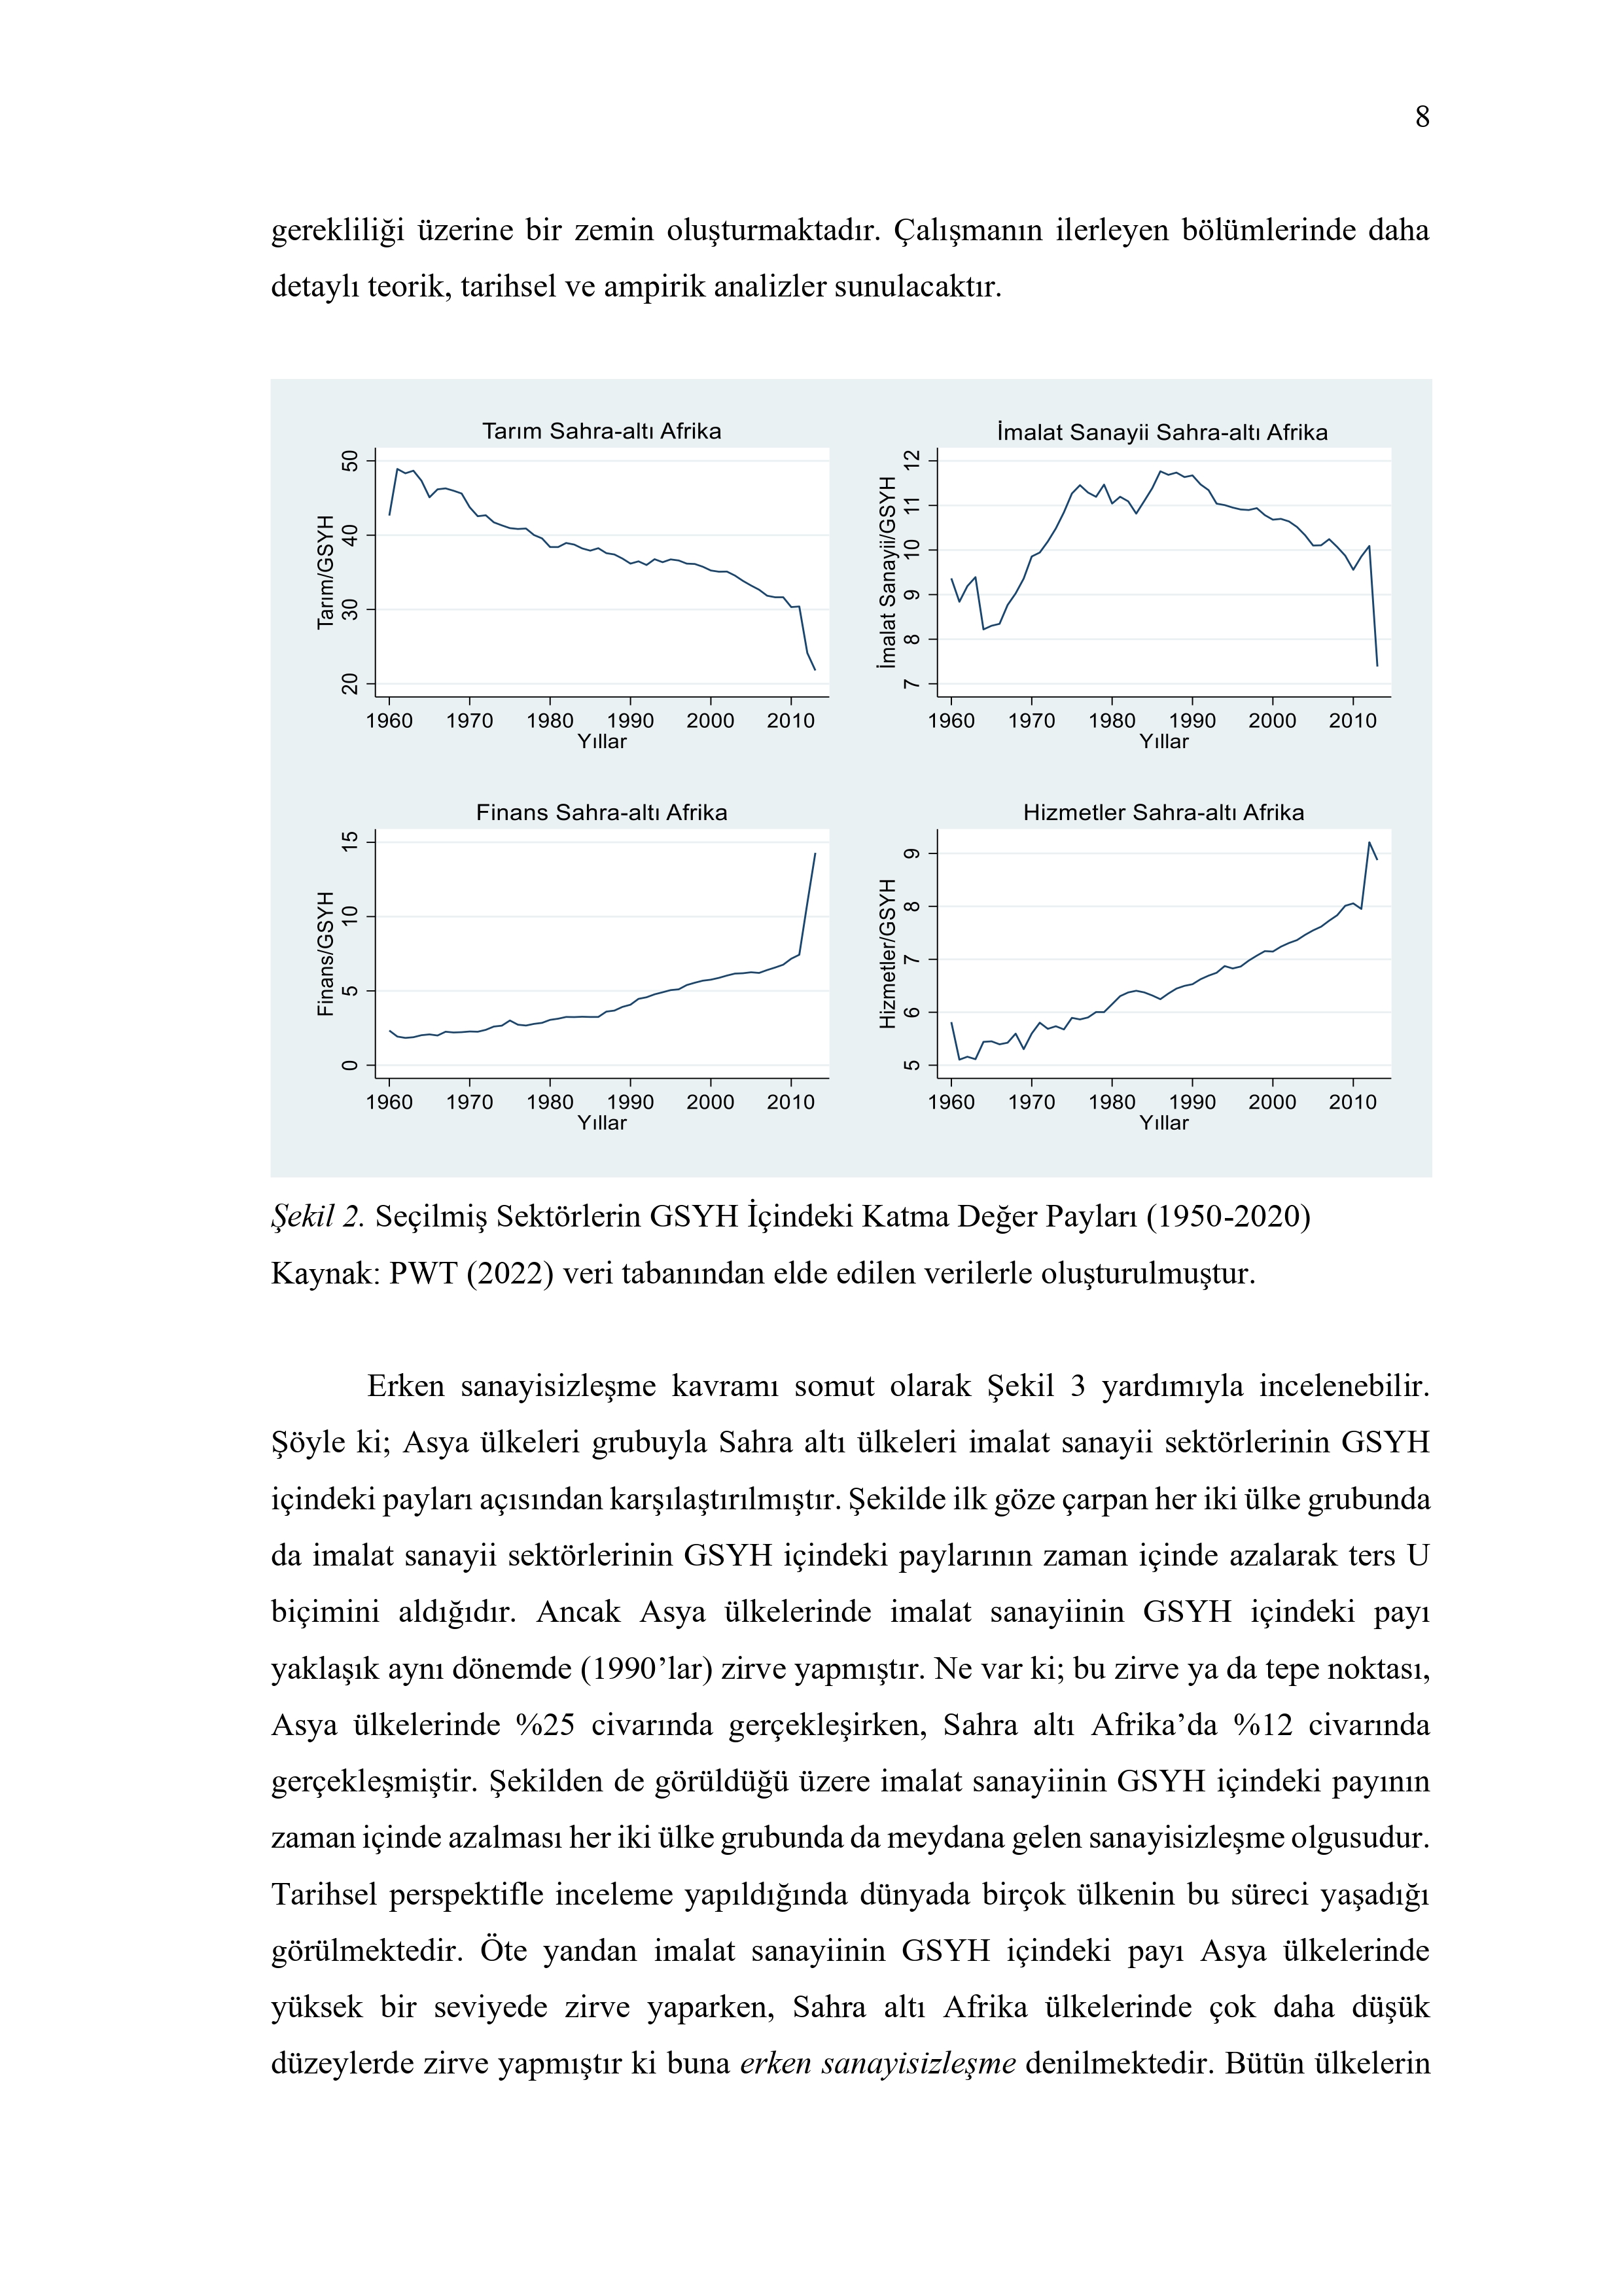 8
gerekliliği üzerine bir zemin oluşturmaktadır. Çalışmanın ilerleyen bölümlerinde daha
detaylı teorik, tarihsel ve ampirik analizler sunulacaktır.
Tarım Sahra-altı Afrika
Tarım/GSYH
50
40
30
20
1960 1970 1980 1990 2000 2010
Yıllar
İmalat Sanayii Sahra-altı Afrika
İmalat Sanayii/GSYH
12
11
10
9
8
7
1960 1970 1980 1990 2000 2010
Yıllar
Finans Sahra-altı Afrika
Finans/GSYH
15
10
5
0
1960 1970 1980 1990 2000 2010
Yıllar
Hizmetler Sahra-altı Afrika
Hizmetler/GSYH
9
8
7
6
5
1960 1970 1980 1990 2000 2010
Yıllar
Şekil 2. Seçilmiş Sektörlerin GSYH İçindeki Katma Değer Payları (1950-2020)
Kaynak: PWT (2022) veri tabanından elde edilen verilerle oluşturulmuştur.
Erken sanayisizleşme kavramı somut olarak Şekil 3 yardımıyla incelenebilir.
Şöyle ki; Asya ülkeleri grubuyla Sahra altı ülkeleri imalat sanayii sektörlerinin GSYH
içindeki payları açısından karşılaştırılmıştır. Şekilde ilk göze çarpan her iki ülke grubunda
da imalat sanayii sektörlerinin GSYH içindeki paylarının zaman içinde azalarak ters U
biçimini aldığıdır. Ancak Asya ülkelerinde imalat sanayiinin GSYH içindeki payı
yaklaşık aynı dönemde (1990’lar) zirve yapmıştır. Ne var ki; bu zirve ya da tepe noktası,
Asya ülkelerinde %25 civarında gerçekleşirken, Sahra altı Afrika’da %12 civarında
gerçekleşmiştir. Şekilden de görüldüğü üzere imalat sanayiinin GSYH içindeki payının
zaman içinde azalması her iki ülke grubunda da meydana gelen sanayisizleşme olgusudur.
Tarihsel perspektifle inceleme yapıldığında dünyada birçok ülkenin bu süreci yaşadığı
görülmektedir. Öte yandan imalat sanayiinin GSYH içindeki payı Asya ülkelerinde
yüksek bir seviyede zirve yaparken, Sahra altı Afrika ülkelerinde çok daha düşük
düzeylerde zirve yapmıştır ki buna erken sanayisizleşme denilmektedir. Bütün ülkelerin